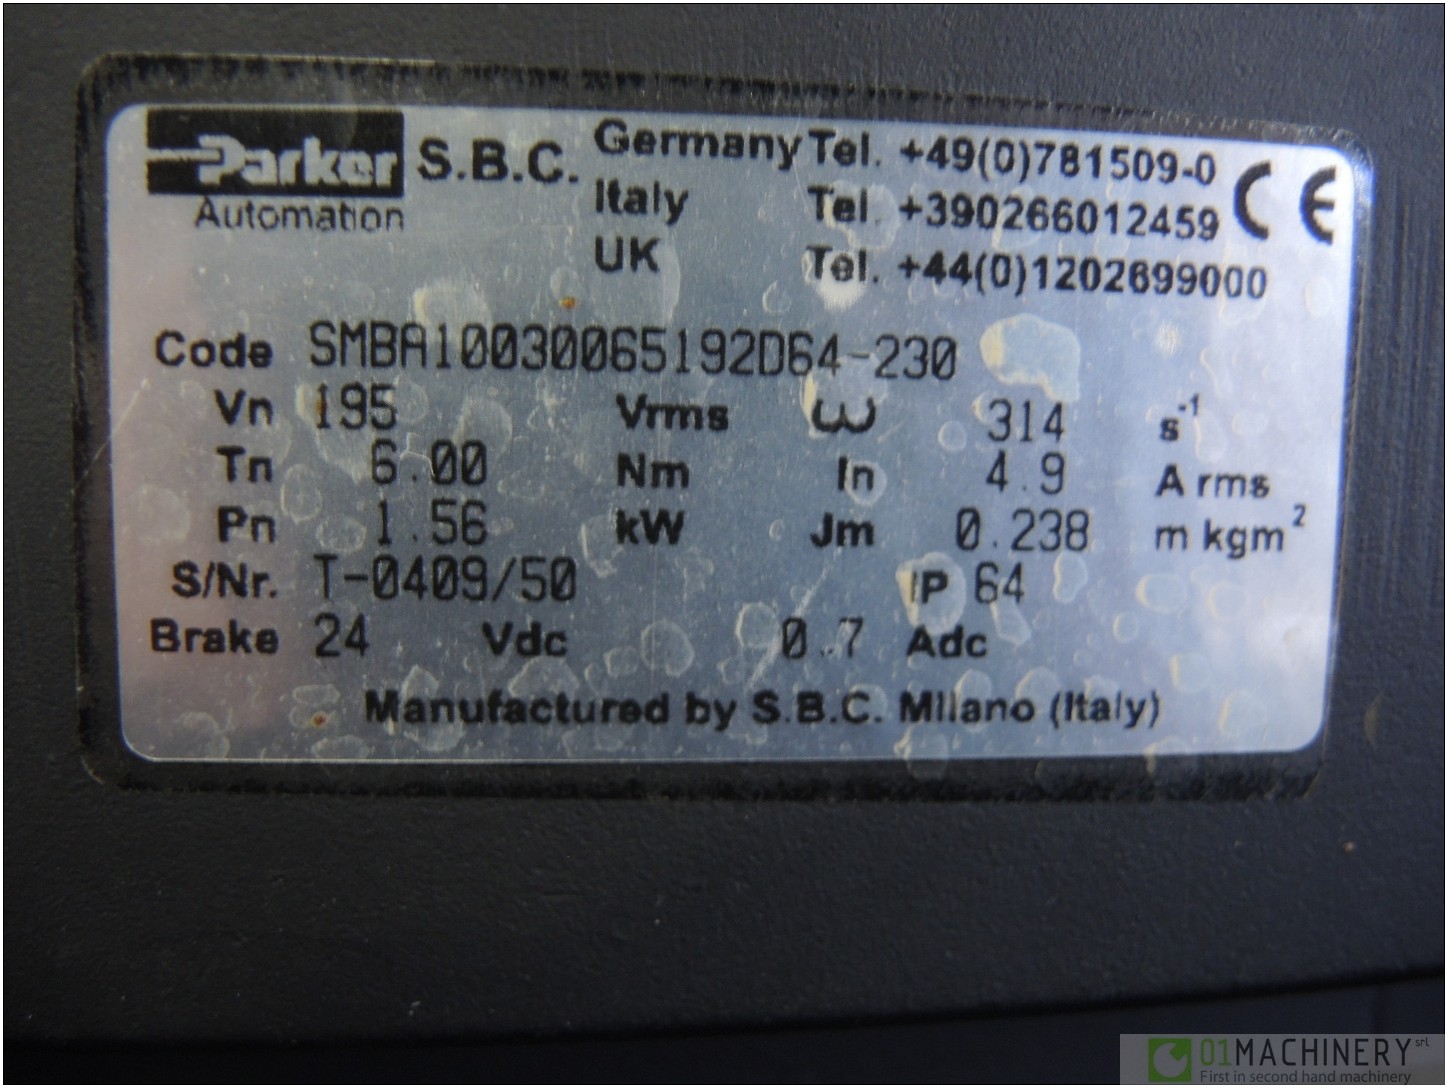 Parker S.B.C. Germany Tel. +49(0)781509-0 CE
Automation Italy Tel. +390266012459
UK Tel. +44(0)1202699000
Code SMBA10030065192D64-230
Vn 195 Vrms ω 314 s-1
Tn 6.00 Nm In 4.9 A rms
Pn 1.56 kW Jm 0.238 m kgm2
S/Nr. T-0409/50 IP 64
Brake 24 Vdc 0.7 Adc
Manufactured by S.B.C. Milano (Italy)
01MACHINERY srl
First in second hand machinery